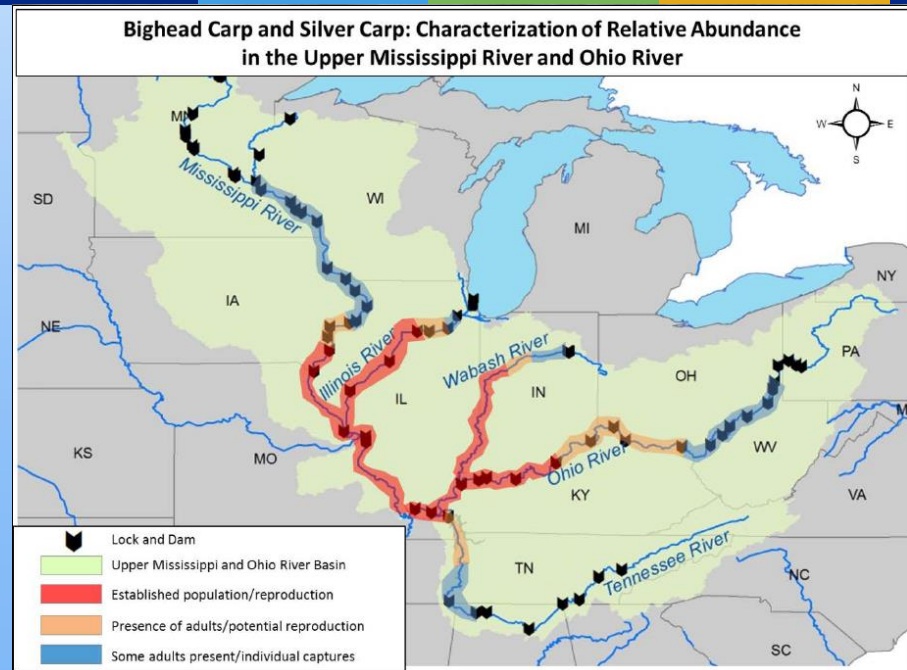 Bighead Carp and Silver Carp: Characterization of Relative Abundance
in the Upper Mississippi River and Ohio River
N
W
E
S
MN
SD
WI
Mississippi River
MI
NY
IA
NE
PA
Illinois River
Wabash River
OH
IL
IN
KS
MO
Ohio River
WV
KY
VA
Lock and Dam
Upper Mississippi and Ohio River Basin
Established population/reproduction
Presence of adults/potential reproduction
Some adults present/individual captures
TN
Tennessee River
NC
SC